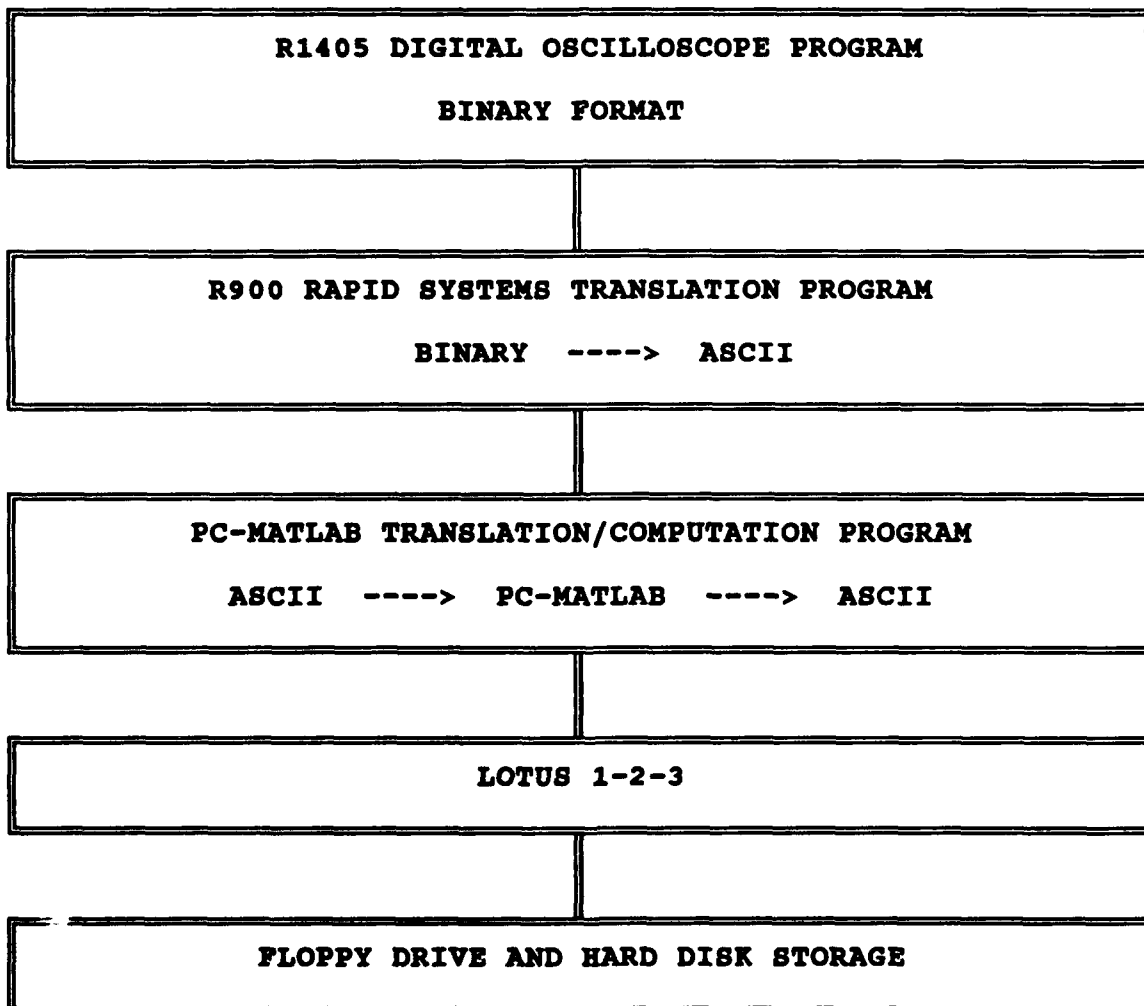 R1405 DIGITAL OSCILLOSCOPE PROGRAM
BINARY FORMAT
R900 RAPID SYSTEMS TRANSLATION PROGRAM
BINARY ----> ASCII
PC-MATLAB TRANSLATION/COMPUTATION PROGRAM
ASCII ----> PC-MATLAB ----> ASCII
LOTUS 1-2-3
FLOPPY DRIVE AND HARD DISK STORAGE